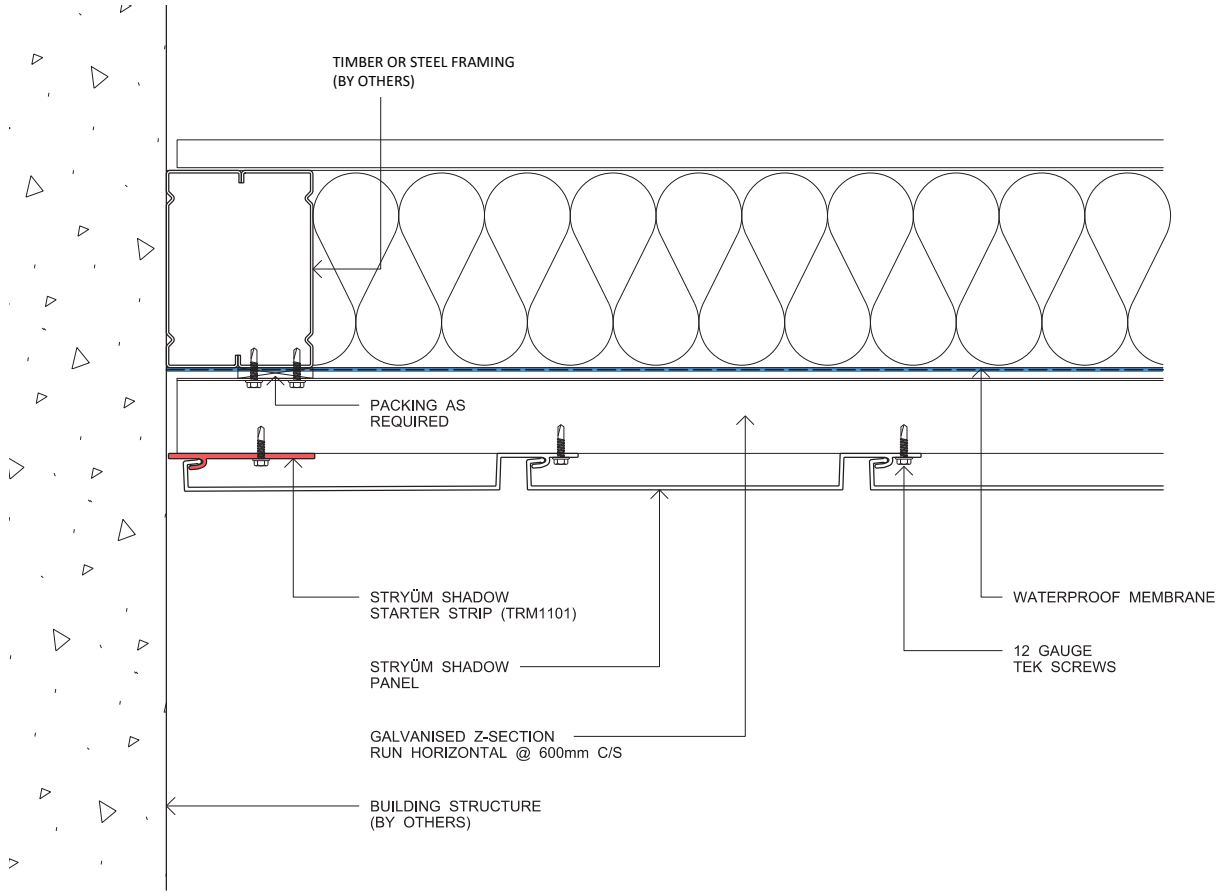 TIMBER OR STEEL FRAMING
(BY OTHERS)
PACKING AS
REQUIRED
STRYÜM SHADOW
STARTER STRIP (TRM1101)
WATERPROOF MEMBRANE
STRYÜM SHADOW
PANEL
12 GAUGE
TEK SCREWS
GALVANISED Z-SECTION
RUN HORIZONTAL @ 600mm C/S
BUILDING STRUCTURE
(BY OTHERS)